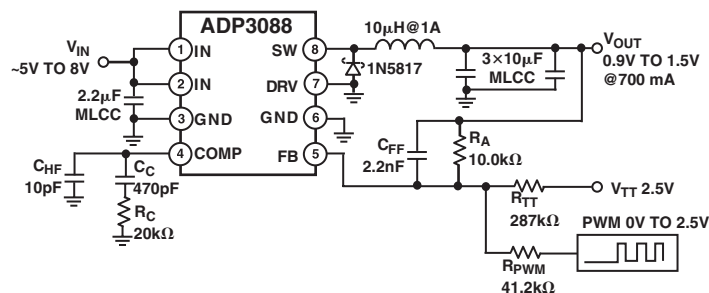 ADP3088
V_IN
~5V TO 8V
1 IN
2 IN
3 GND
4 COMP
SW 8
DRV 7
GND 6
FB 5
2.2μF
MLCC
C_HF
10pF
C_C
470pF
R_C
20kΩ
10μH@1A
1N5817
3×10μF
MLCC
V_OUT
0.9V TO 1.5V
@700 mA
C_FF
2.2nF
R_A
10.0kΩ
R_TT
287kΩ
V_TT 2.5V
PWM 0V TO 2.5V
R_PWM
41.2kΩ